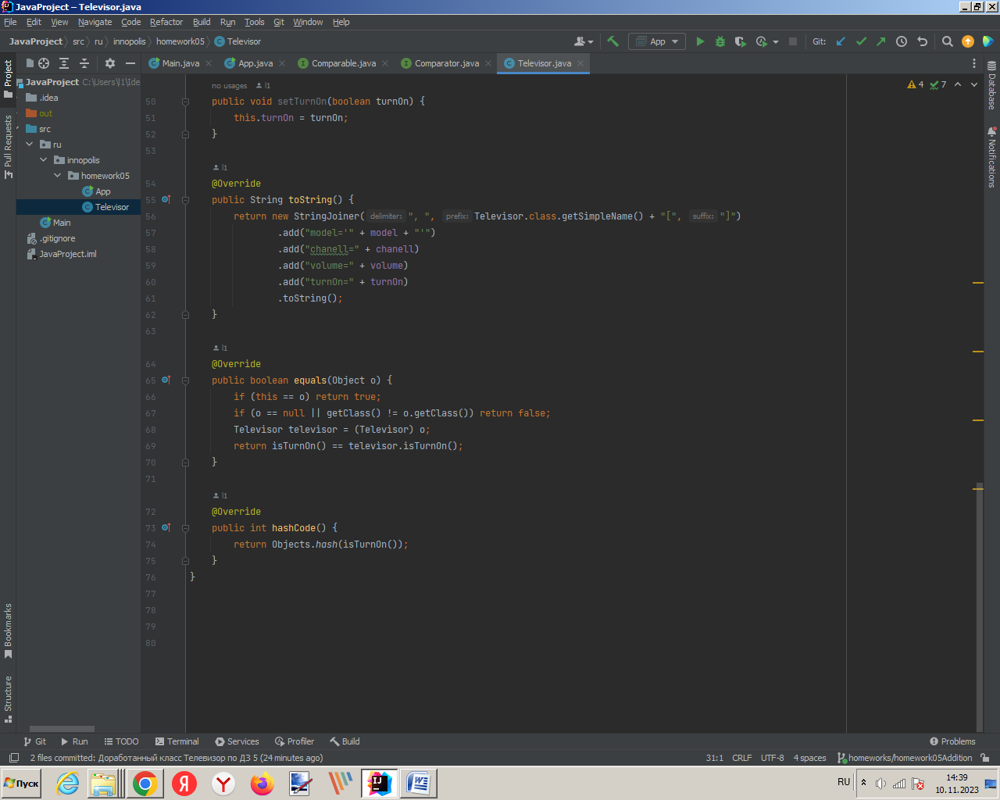 JavaProject – Televisor.java
File Edit View Navigate Code Refactor Build Run Tools Git Window Help
JavaProject src ru innopolis homework05 Televisor
App
Git:
Main.java App.java Comparable.java Comparator.java Televisor.java
Project
Pull Requests
Bookmarks
Structure
JavaProject C:\Users\l1\Ide
.idea
out
src
ru
innopolis
homework05
App
Televisor
Main
.gitignore
JavaProject.iml
4 7
no usages l1
50 public void setTurnOn(boolean turnOn) {
51 this.turnOn = turnOn;
52 }
53
l1
54 @Override
55 public String toString() {
56 return new StringJoiner( delimiter: ", ", prefix: Televisor.class.getSimpleName() + "[", suffix: "]")
57 .add("model='" + model + "'")
58 .add("chanell=" + chanell)
59 .add("volume=" + volume)
60 .add("turnOn=" + turnOn)
61 .toString();
62 }
63
l1
64 @Override
65 public boolean equals(Object o) {
66 if (this == o) return true;
67 if (o == null || getClass() != o.getClass()) return false;
68 Televisor televisor = (Televisor) o;
69 return isTurnOn() == televisor.isTurnOn();
70 }
71
l1
72 @Override
73 public int hashCode() {
74 return Objects.hash(isTurnOn());
75 }
76 }
77
78
79
80
Database
Notifications
Git Run TODO Terminal Services Profiler Build Problems
2 files committed: Доработанный класс Телевизор по ДЗ 5 (24 minutes ago) 31:1 CRLF UTF-8 4 spaces homeworks/homework05Addition
Пуск RU 14:39
10.11.2023